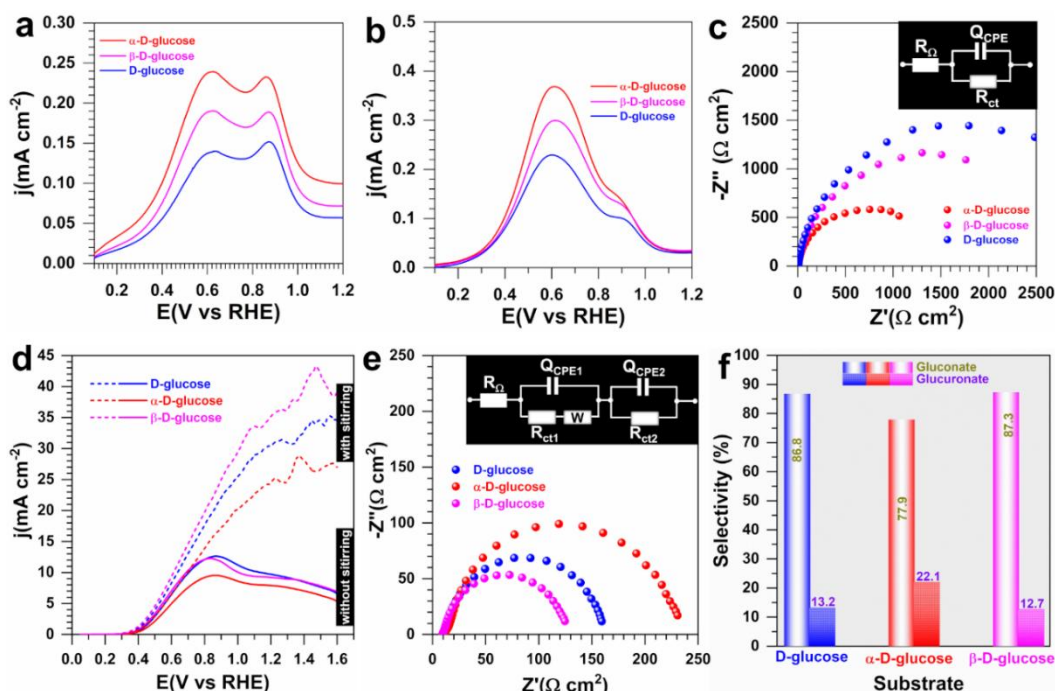 a
0.30
0.25
0.20
0.15
0.10
0.05
0.00
j(mA cm-2)
α-D-glucose
β-D-glucose
D-glucose
0.2 0.4 0.6 0.8 1.0 1.2
E(V vs RHE)
b
0.5
0.4
0.3
0.2
0.1
0.0
j(mA cm-2)
α-D-glucose
β-D-glucose
D-glucose
0.2 0.4 0.6 0.8 1.0 1.2
E(V vs RHE)
c
2500
2000
1500
1000
500
0
-Z''(Ω cm2)
RΩ
QCPE
Rct
α-D-glucose
β-D-glucose
D-glucose
0 500 1000 1500 2000 2500
Z'(Ω cm2)
d
45
40
35
30
25
20
15
10
5
0
j(mA cm-2)
D-glucose
α-D-glucose
β-D-glucose
with sitirring
without sitirring
0.0 0.2 0.4 0.6 0.8 1.0 1.2 1.4 1.6
E(V vs RHE)
e
250
200
150
100
50
0
-Z''(Ω cm2)
RΩ
QCPE1
QCPE2
Rct1
W
Rct2
D-glucose
α-D-glucose
β-D-glucose
0 50 100 150 200 250
Z'(Ω cm2)
f
100
90
80
70
60
50
40
30
20
10
0
Selectivity (%)
Gluconate
Glucuronate
86.8
13.2
77.9
22.1
87.3
12.7
D-glucose α-D-glucose β-D-glucose
Substrate